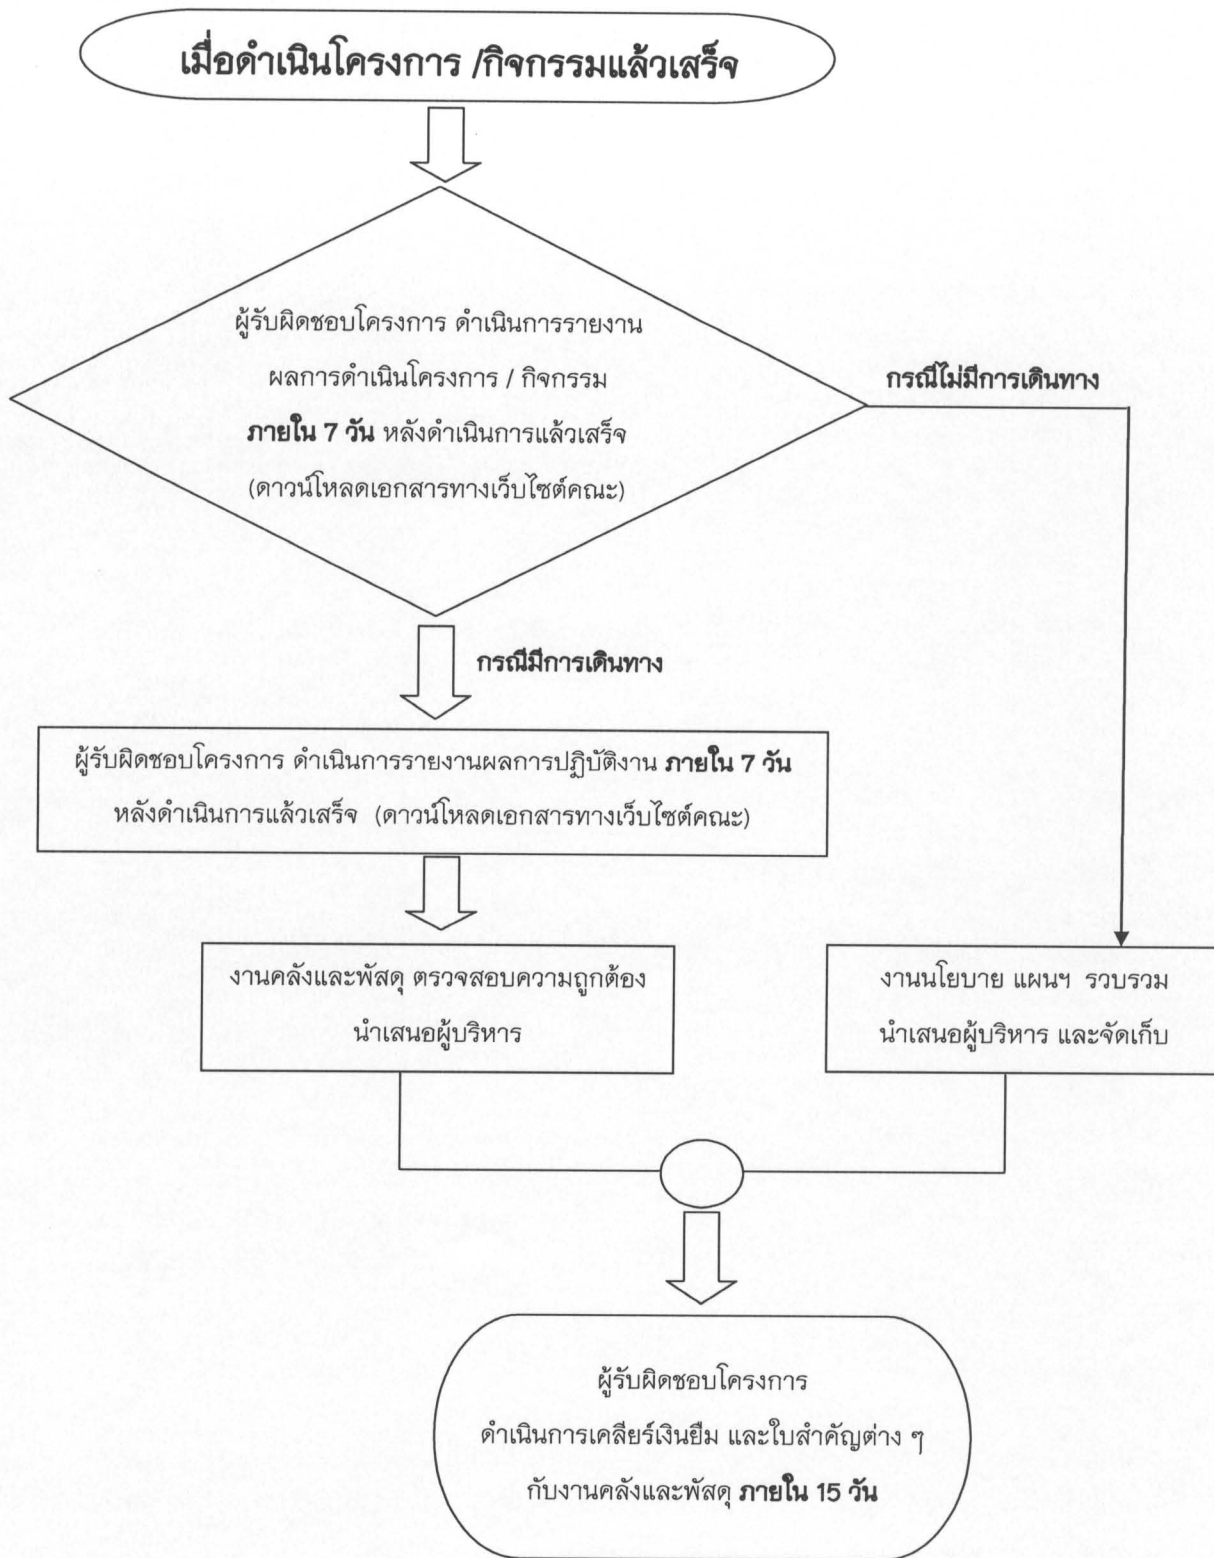 เมื่อดำเนินโครงการ /กิจกรรมแล้วเสร็จ
ผู้รับผิดชอบโครงการ ดำเนินการรายงาน
ผลการดำเนินโครงการ / กิจกรรม
ภายใน 7 วัน หลังดำเนินการแล้วเสร็จ
(ดาวน์โหลดเอกสารทางเว็บไซต์คณะ)
กรณีไม่มีการเดินทาง
กรณีมีการเดินทาง
ผู้รับผิดชอบโครงการ ดำเนินการรายงานผลการปฏิบัติงาน ภายใน 7 วัน
หลังดำเนินการแล้วเสร็จ (ดาวน์โหลดเอกสารทางเว็บไซต์คณะ)
งานคลังและพัสดุ ตรวจสอบความถูกต้อง
นำเสนอผู้บริหาร
งานนโยบาย แผนฯ รวบรวม
นำเสนอผู้บริหาร และจัดเก็บ
ผู้รับผิดชอบโครงการ
ดำเนินการเคลียร์เงินยืม และใบสำคัญต่าง ๆ
กับงานคลังและพัสดุ ภายใน 15 วัน